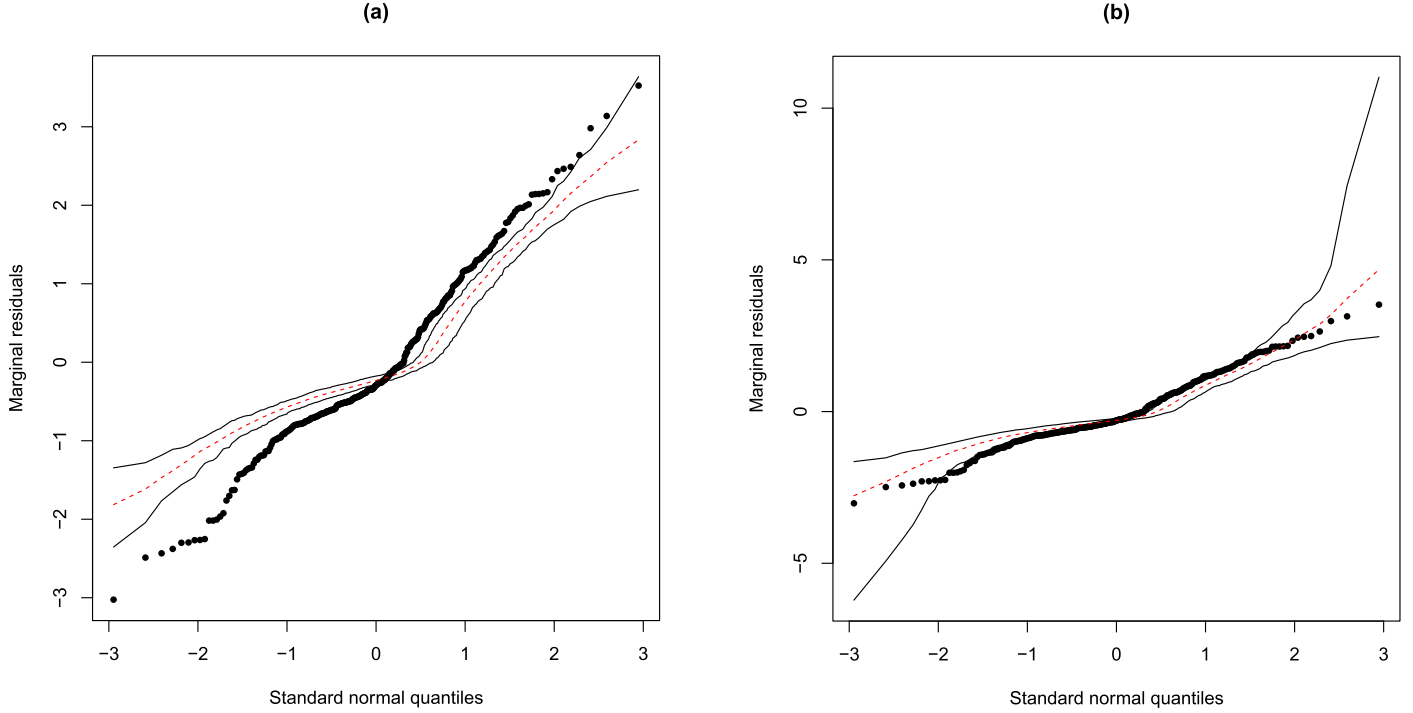 (a)
Marginal residuals
3
2
1
0
−1
−2
−3
−3 −2 −1 0 1 2 3
Standard normal quantiles
(b)
Marginal residuals
10
5
0
−5
−3 −2 −1 0 1 2 3
Standard normal quantiles